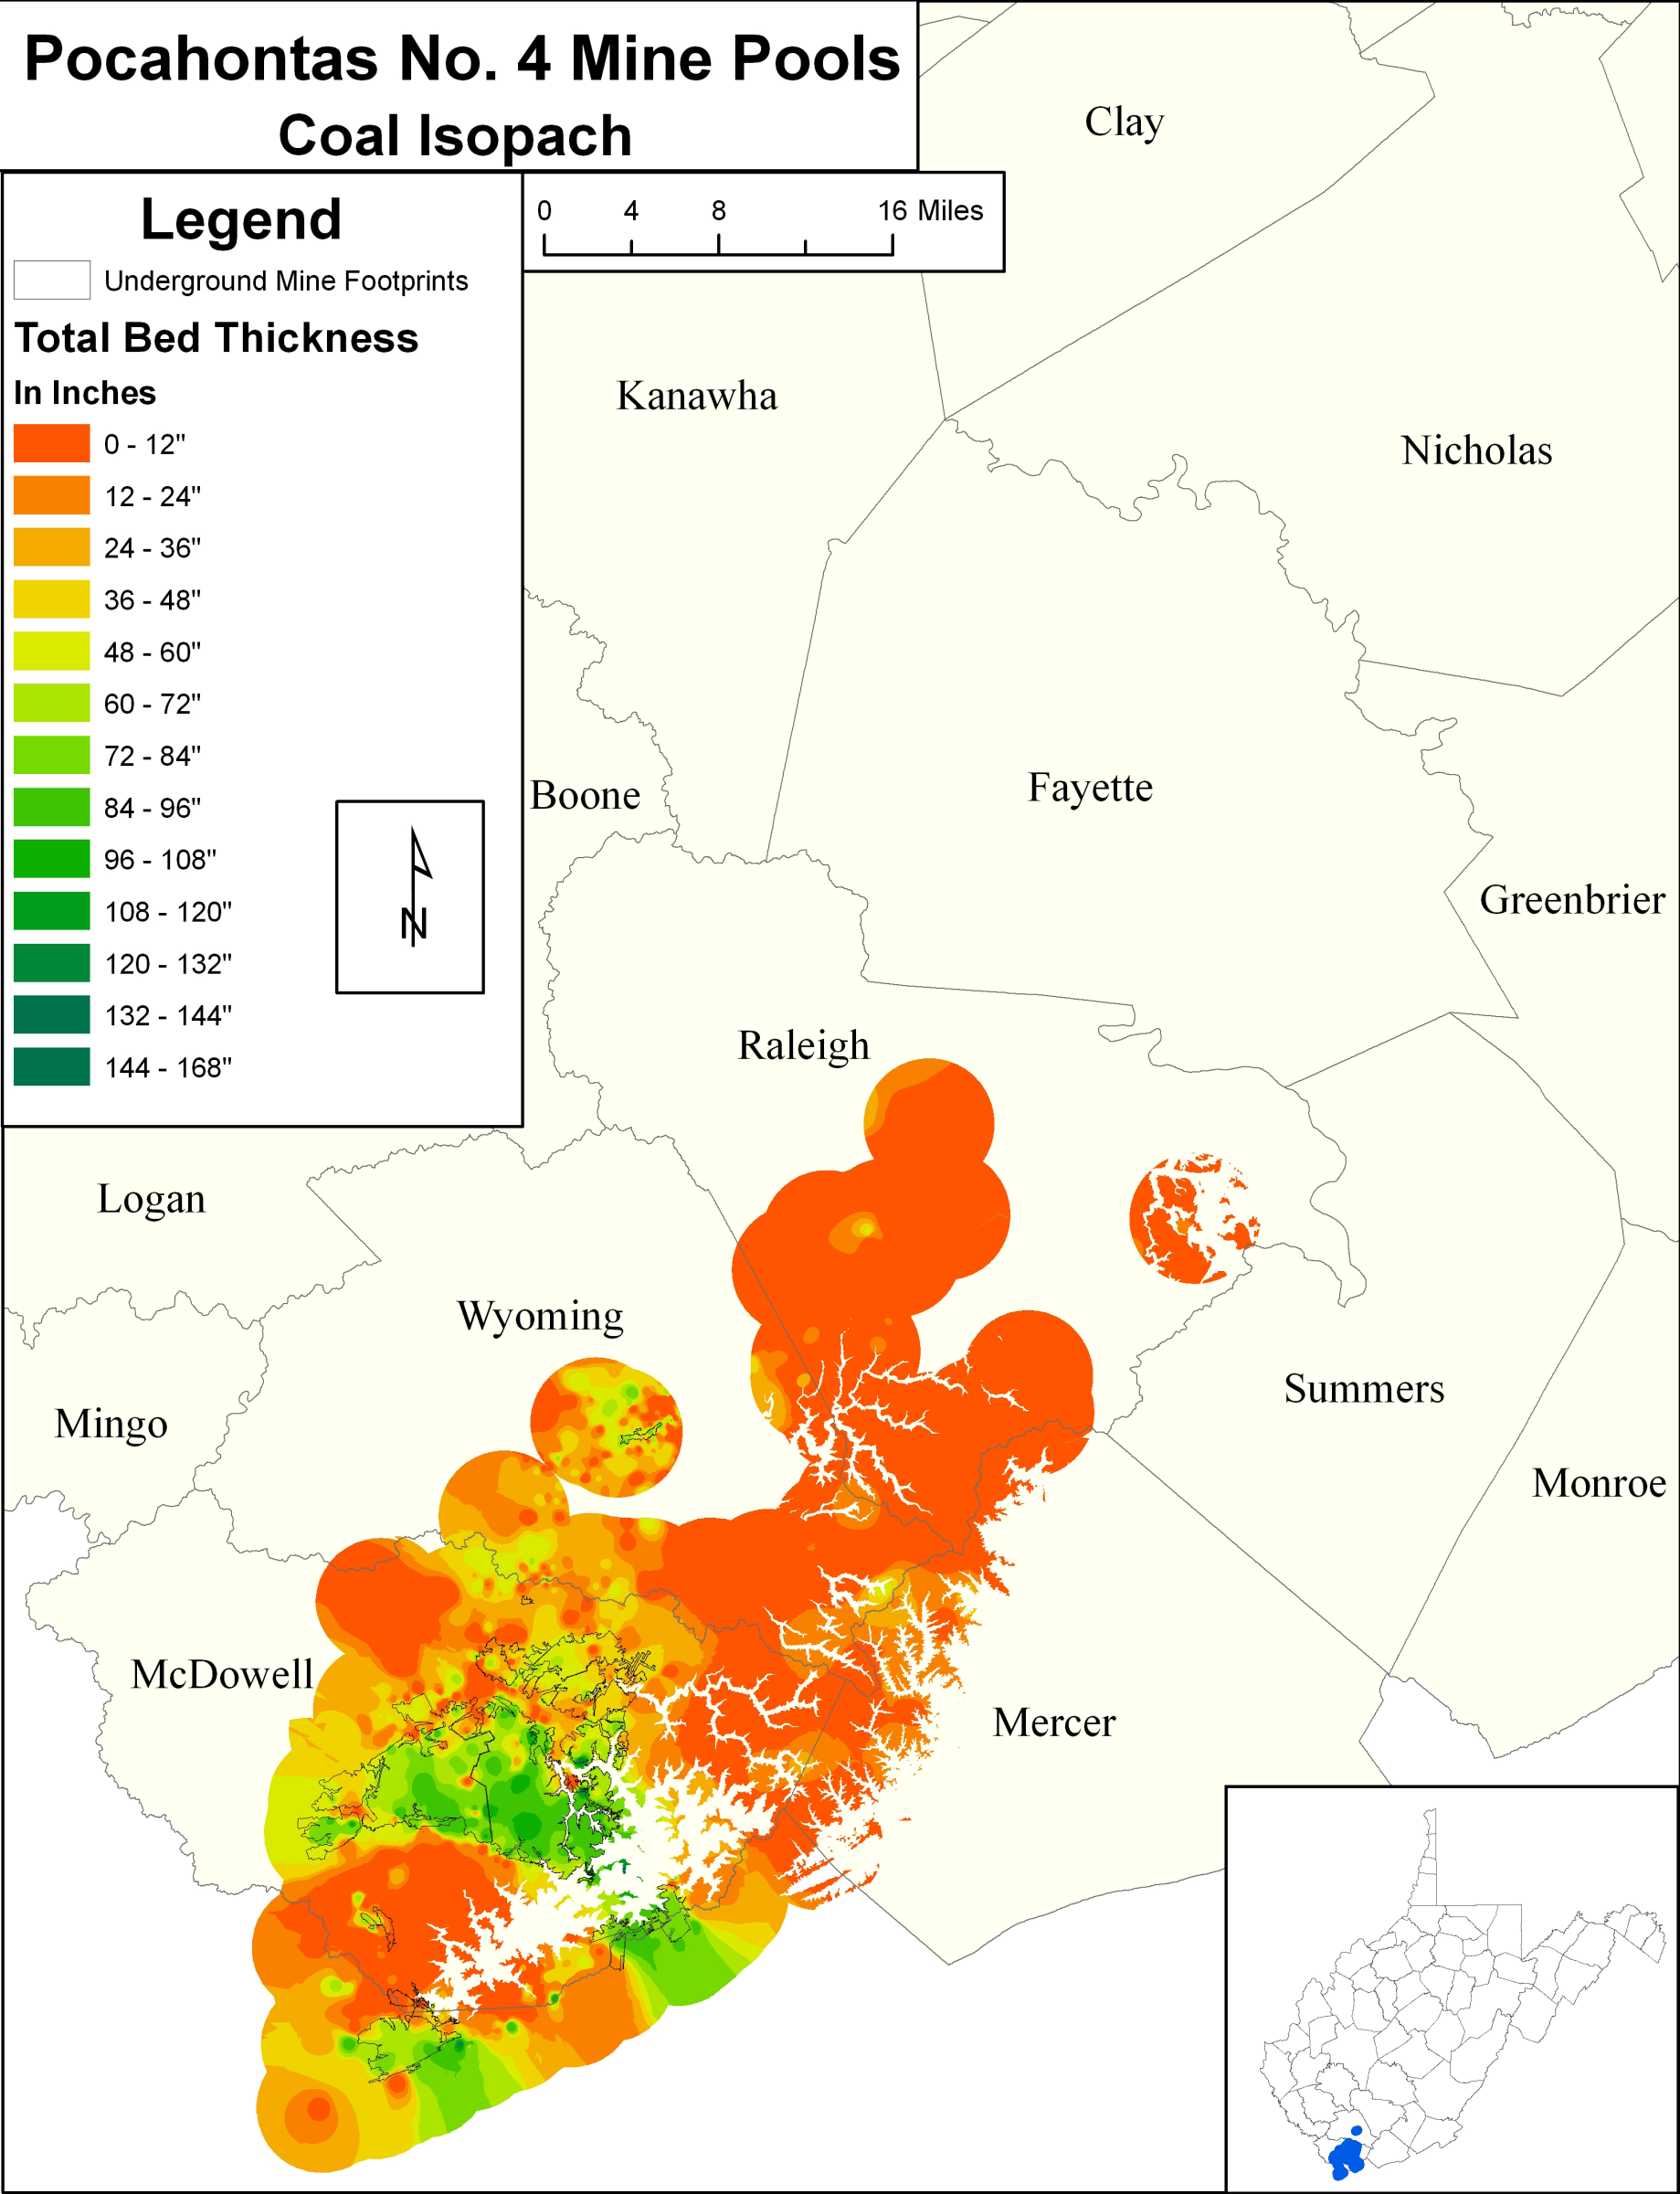 Pocahontas No. 4 Mine Pools
Coal Isopach
Legend
Underground Mine Footprints
Total Bed Thickness
In Inches
0 - 12"
12 - 24"
24 - 36"
36 - 48"
48 - 60"
60 - 72"
72 - 84"
84 - 96"
96 - 108"
108 - 120"
120 - 132"
132 - 144"
144 - 168"
N
0 4 8 16 Miles
Clay
Kanawha
Nicholas
Boone
Fayette
Greenbrier
Raleigh
Logan
Wyoming
Summers
Mingo
Monroe
McDowell
Mercer